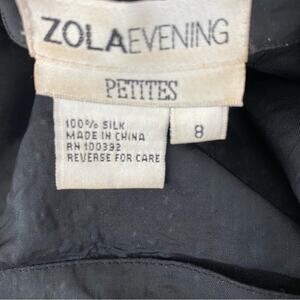 ZOLAEVENING
PETITES
100% SILK
MADE IN CHINA
RN 100392
REVERSE FOR CARE
8